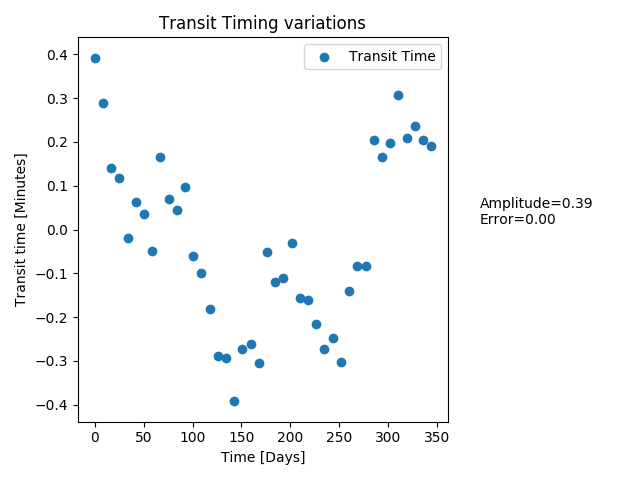 Transit Timing variations
Transit Time
Transit time [Minutes]
0.4
0.3
0.2
0.1
0.0
−0.1
−0.2
−0.3
−0.4
Amplitude=0.39
Error=0.00
0 50 100 150 200 250 300 350
Time [Days]